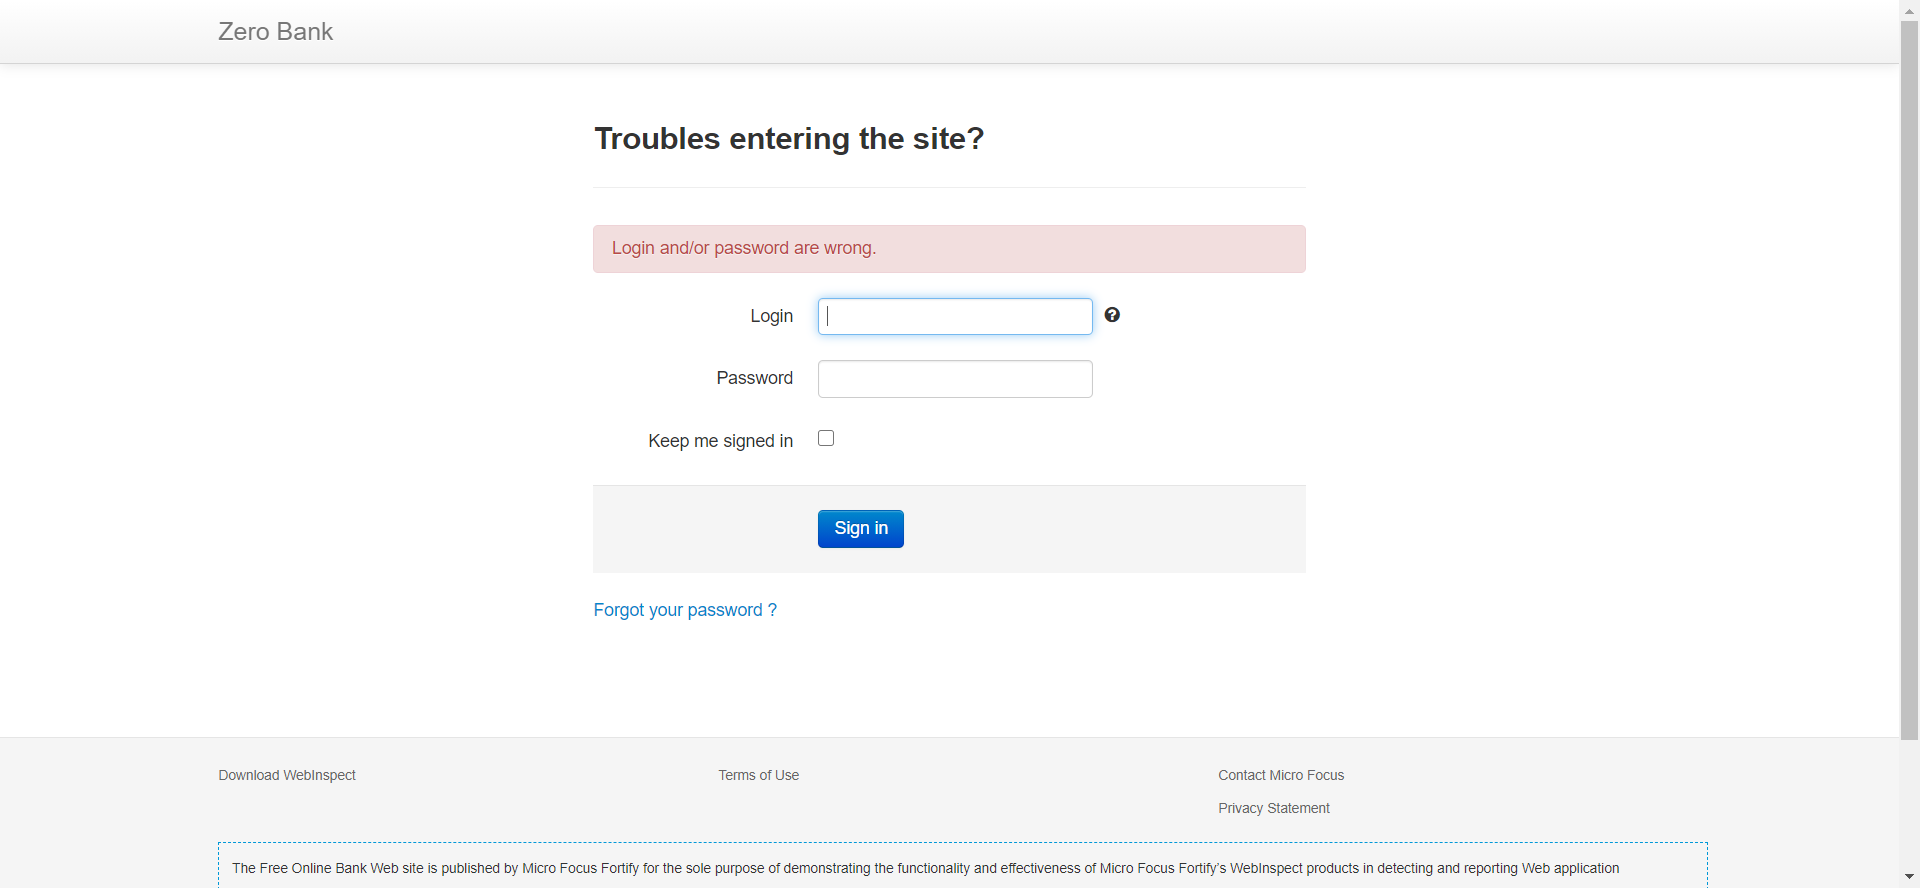 Zero Bank
Troubles entering the site?
Login and/or password are wrong.
Login
Password
Keep me signed in
Sign in
Forgot your password ?
Download WebInspect
Terms of Use
Contact Micro Focus
Privacy Statement
The Free Online Bank Web site is published by Micro Focus Fortify for the sole purpose of demonstrating the functionality and effectiveness of Micro Focus Fortify's WebInspect products in detecting and reporting Web application